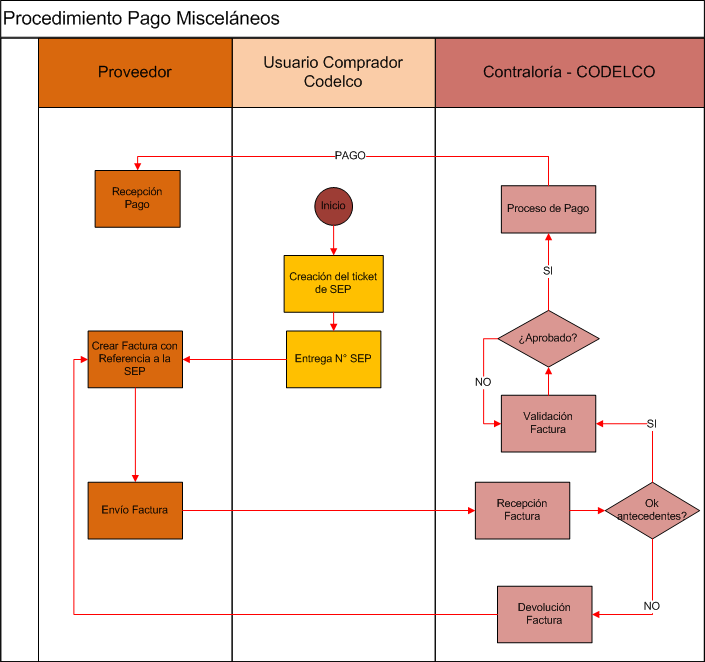 Procedimiento Pago Misceláneos
Proveedor
Usuario Comprador
Codelco
Contraloría - CODELCO
PAGO
Recepción
Pago
Inicio
Proceso de Pago
SI
Creación del ticket
de SEP
¿Aprobado?
Crear Factura con
Referencia a la
SEP
Entrega N° SEP
NO
Validación
Factura
SI
Envío Factura
Recepción
Factura
Ok
antecedentes?
NO
Devolución
Factura